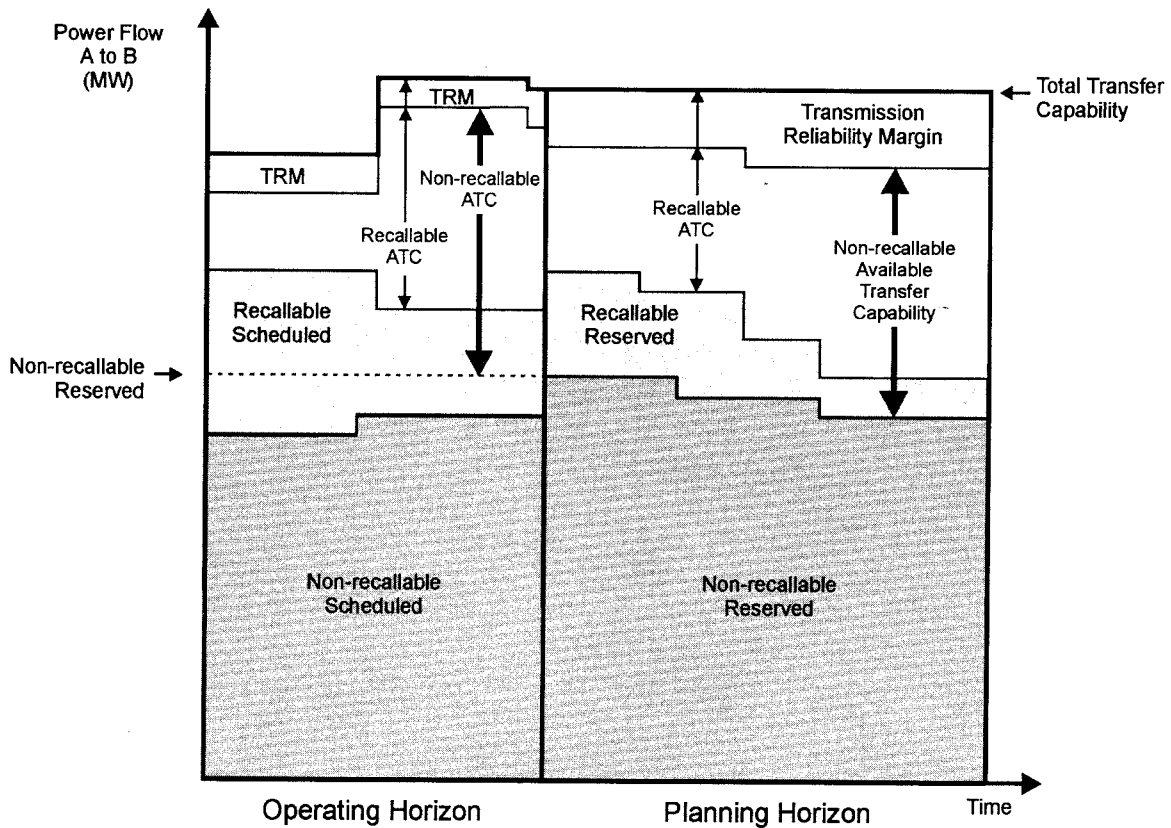 Power Flow
A to B
(MW)
TRM
TRM
Total Transfer
Capability
Transmission
Reliability Margin
Non-recallable
ATC
Recallable
ATC
Recallable
ATC
Non-recallable
Available
Transfer
Capability
Recallable
Scheduled
Recallable
Reserved
Non-recallable
Reserved
Non-recallable
Scheduled
Non-recallable
Reserved
Operating Horizon
Planning Horizon
Time